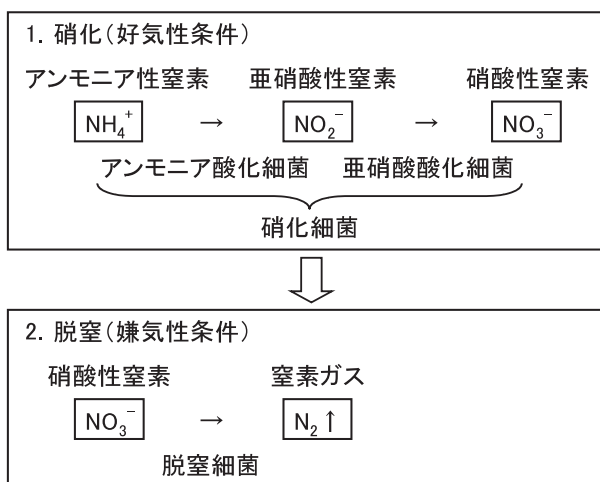 1. 硝化(好気性条件)
アンモニア性窒素 亜硝酸性窒素 硝酸性窒素
NH₄⁺ → NO₂⁻ → NO₃⁻
アンモニア酸化細菌 亜硝酸酸化細菌
硝化細菌
2. 脱窒(嫌気性条件)
硝酸性窒素 窒素ガス
NO₃⁻ → N₂↑
脱窒細菌